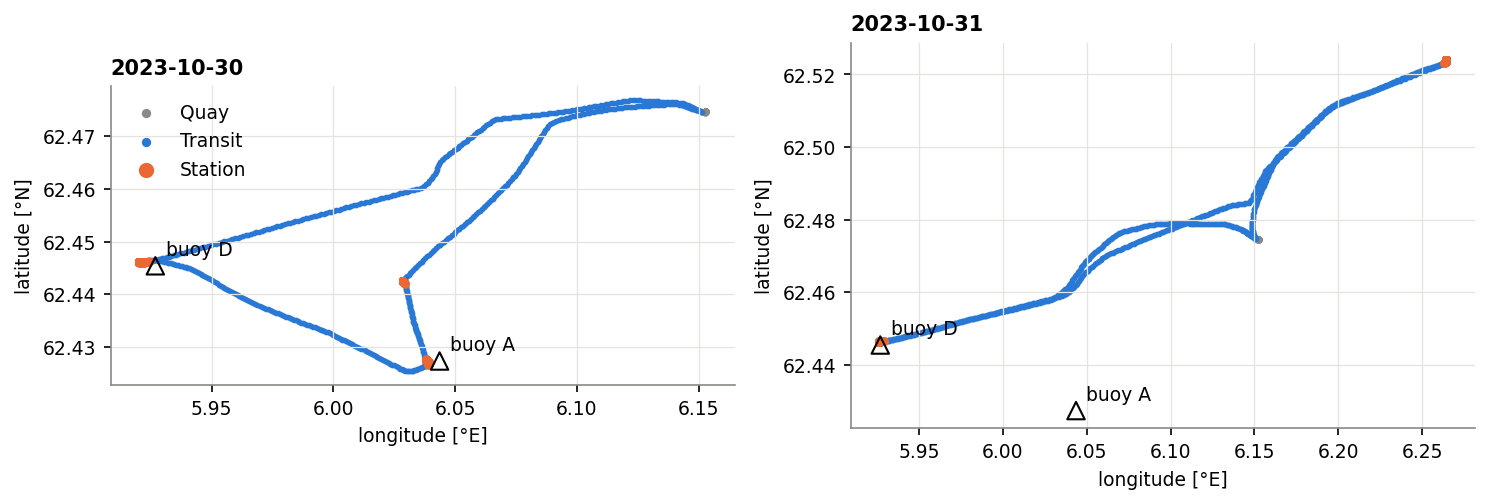 2023-10-30
Quay
Transit
Station
62.47
62.46
62.45
62.44
62.43
latitude [°N]
buoy D
buoy A
5.95
6.00
6.05
6.10
6.15
longitude [°E]
2023-10-31
62.52
62.50
62.48
62.46
62.44
latitude [°N]
buoy D
buoy A
5.95
6.00
6.05
6.10
6.15
6.20
6.25
longitude [°E]